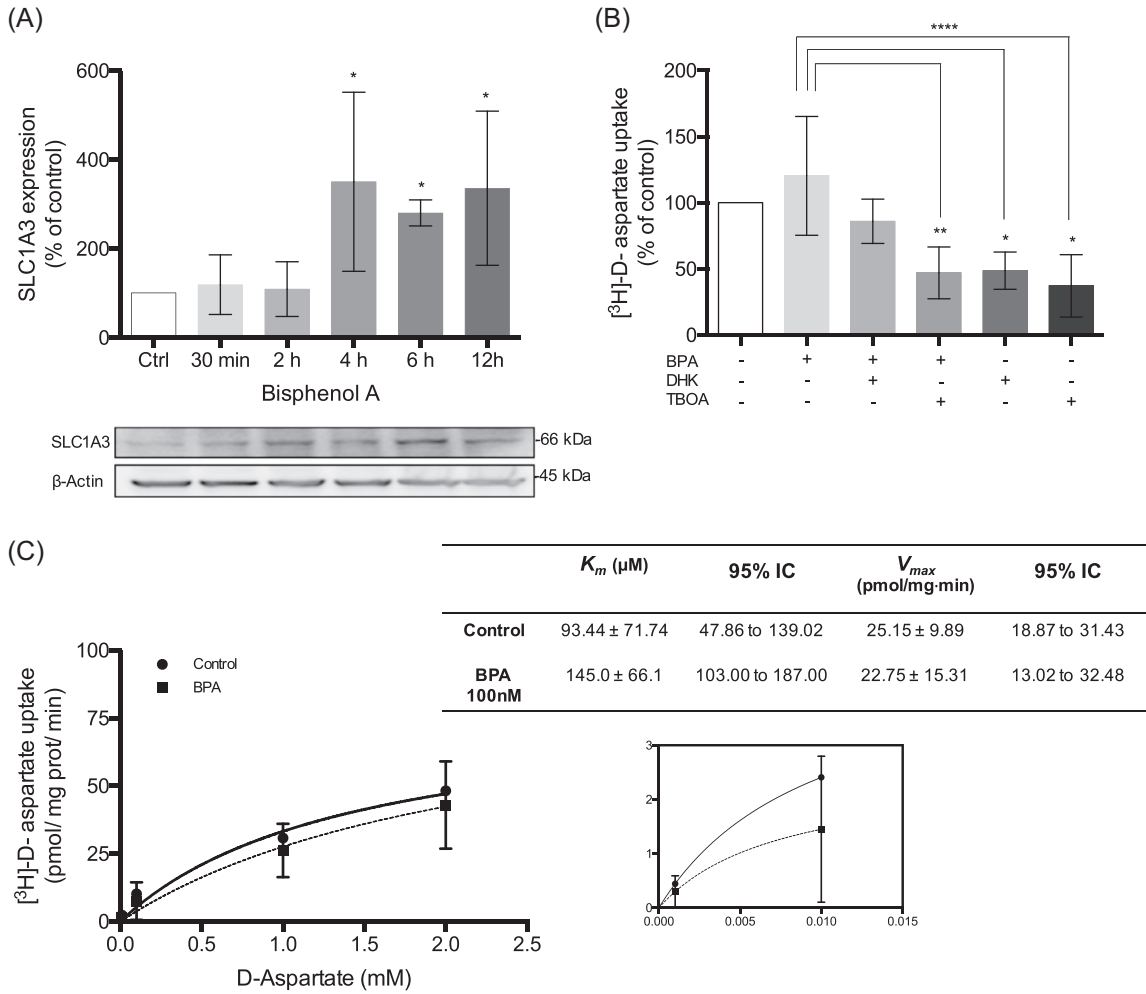 (A)
600
400
200
0
SLC1A3 expression
(% of control)
*
*
*
Ctrl 30 min 2 h 4 h 6 h 12h
Bisphenol A
SLC1A3
-66 kDa
β-Actin
-45 kDa
(B)
200
150
100
50
0
[³H]-D- aspartate uptake
(% of control)
****
** * *
BPA - + + + - -
DHK - - + - + -
TBOA - - - + - +
(C)
Kₘ (µM) 95% IC Vₘₐₓ 95% IC
(pmol/mg·min)
Control 93.44 ± 71.74 47.86 to 139.02 25.15 ± 9.89 18.87 to 31.43
BPA 145.0 ± 66.1 103.00 to 187.00 22.75 ± 15.31 13.02 to 32.48
100nM
100
75
50
25
0
[³H]-D- aspartate uptake
(pmol/ mg prot/ min)
Control
BPA
0.0 0.5 1.0 1.5 2.0 2.5
D-Aspartate (mM)
3
2
1
0
0.000 0.005 0.010 0.015